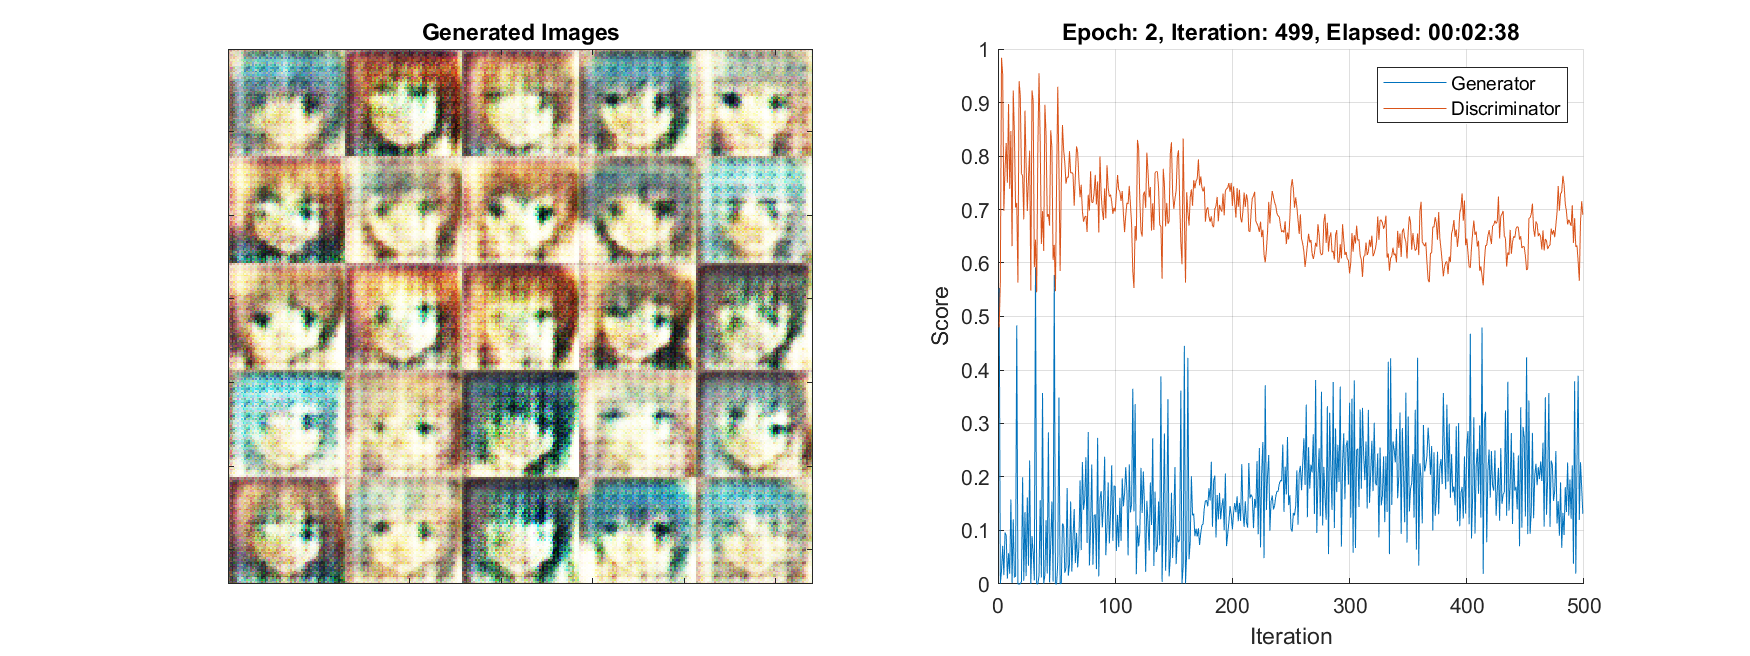 Generated Images
Epoch: 2, Iteration: 499, Elapsed: 00:02:38
Generator
Discriminator
1
0.9
0.8
0.7
0.6
0.5
0.4
0.3
0.2
0.1
0
Score
0
100
200
300
400
500
Iteration